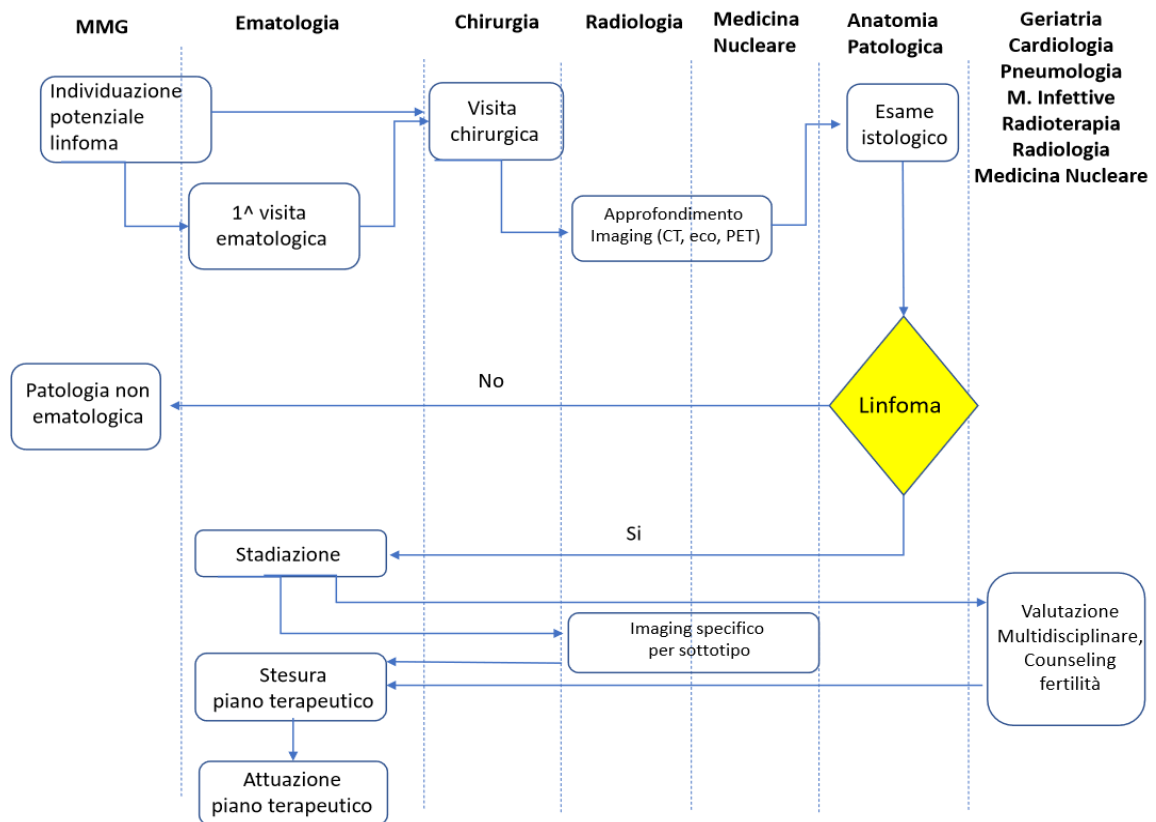 MMG
Ematologia
Chirurgia
Radiologia
Medicina
Nucleare
Anatomia
Patologica
Geriatria
Cardiologia
Pneumologia
M. Infettive
Radioterapia
Radiologia
Medicina Nucleare
Individuazione
potenziale
linfoma
Visita
chirurgica
Esame
istologico
1^ visita
ematologica
Approfondimento
Imaging (CT, eco, PET)
Patologia non
ematologica
No
Linfoma
Si
Stadiazione
Imaging specifico
per sottotipo
Valutazione
Multidisciplinare,
Counseling
fertilità
Stesura
piano terapeutico
Attuazione
piano terapeutico